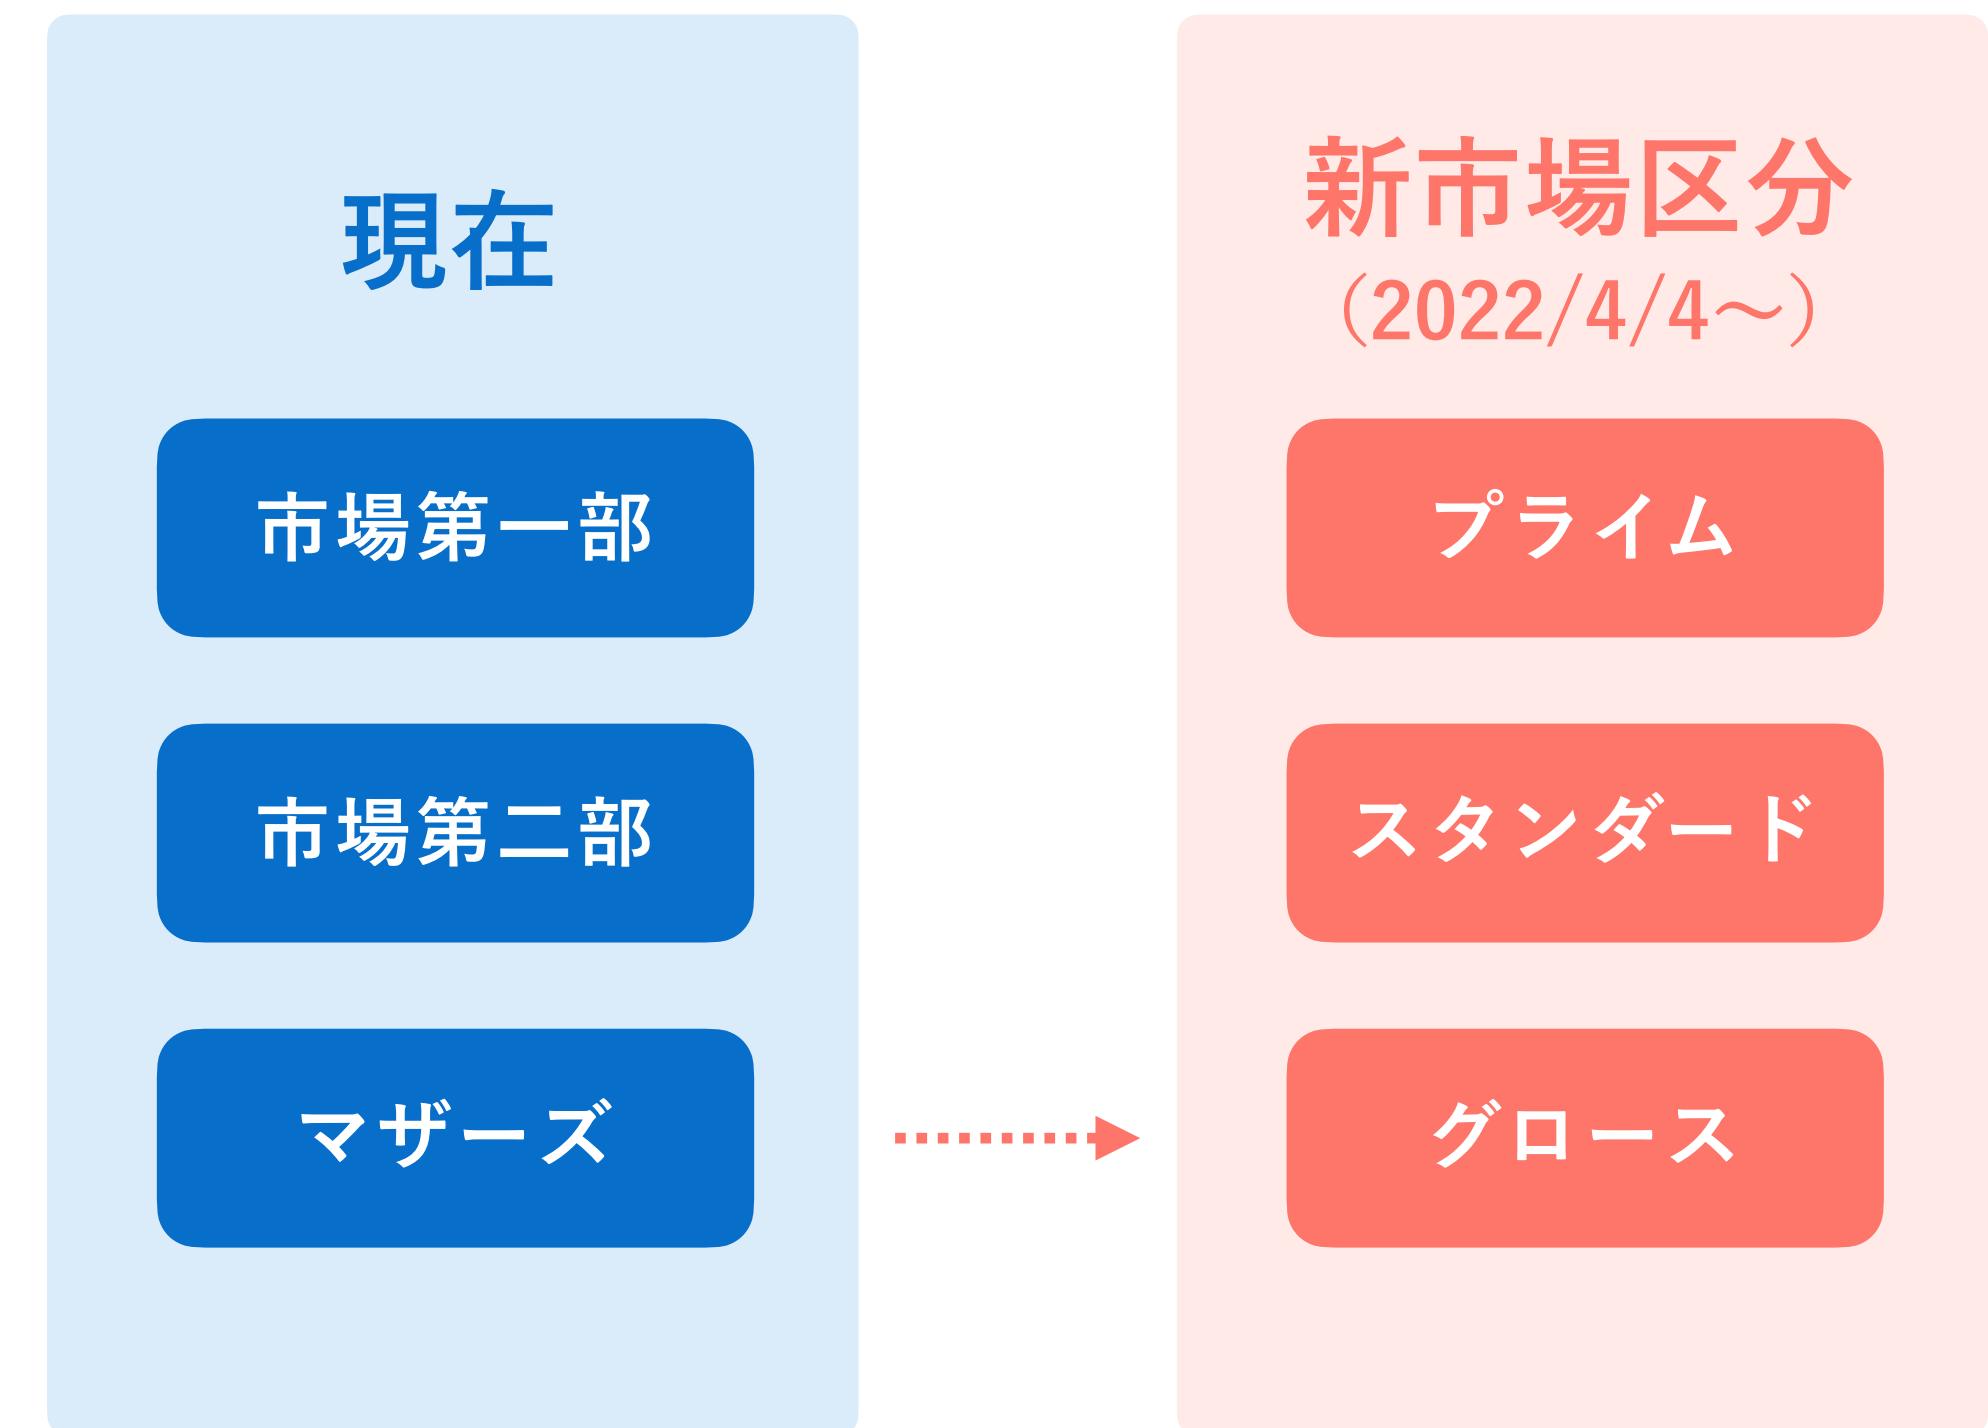 現在
市場第一部
市場第二部
マザーズ
新市場区分
（2022/4/4～）
プライム
スタンダード
グロース